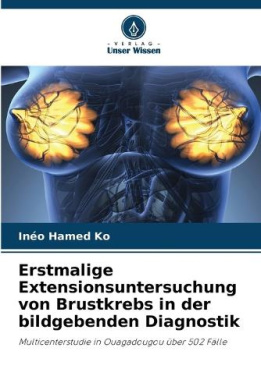 - VERLAG -
Unser Wissen
Inéo Hamed Ko
Erstmalige
Extensionsuntersuchung
von Brustkrebs in der
bildgebenden Diagnostik
Multicenterstudie in Ouagadougou über 502 Fälle